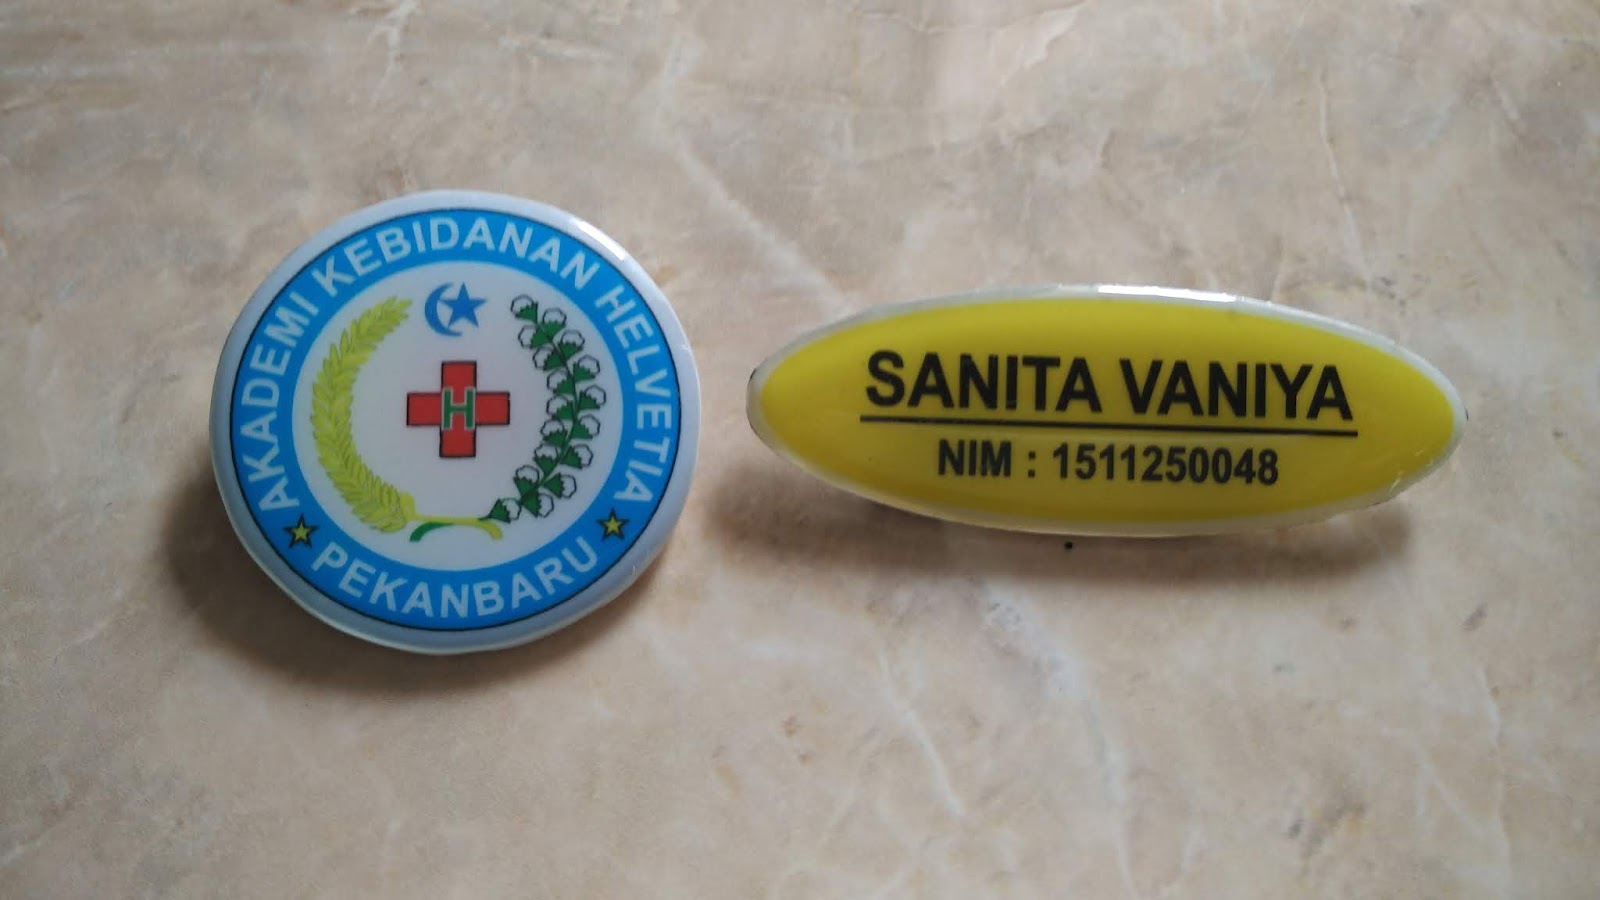 AKADEMI KEBIDANAN HELVETIA
H
PEKANBARU
SANITA VANIYA
NIM : 1511250048